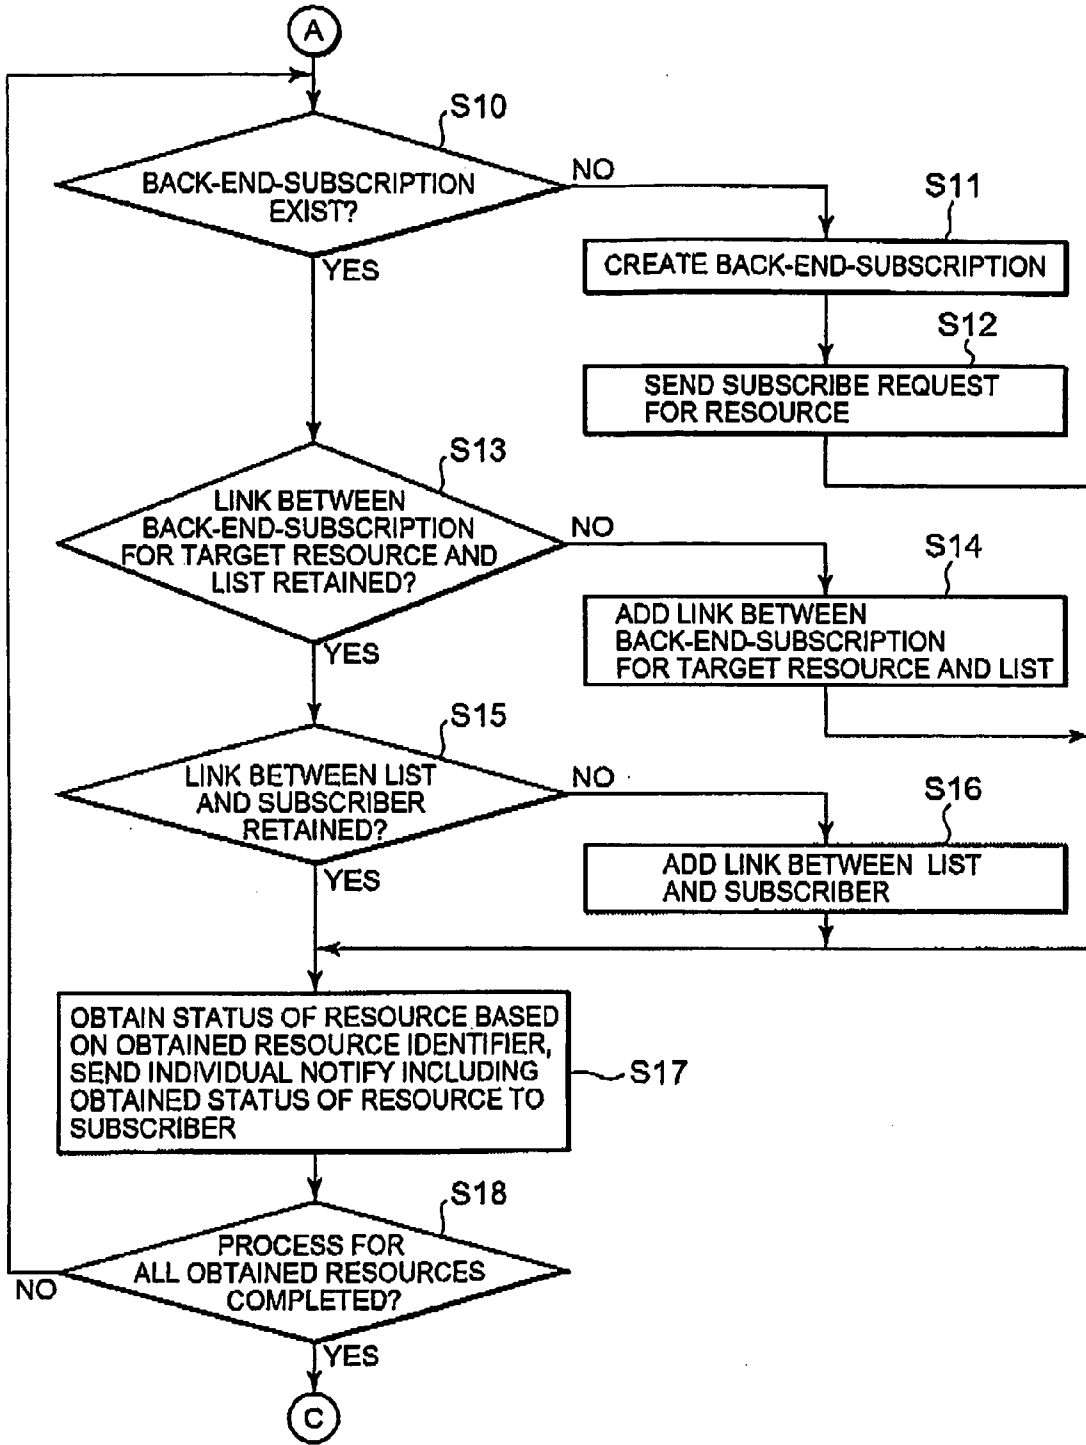 A
S10
BACK-END-SUBSCRIPTION
EXIST?
NO
YES
S11
CREATE BACK-END-SUBSCRIPTION
S12
SEND SUBSCRIBE REQUEST
FOR RESOURCE
S13
LINK BETWEEN
BACK-END-SUBSCRIPTION
FOR TARGET RESOURCE AND
LIST RETAINED?
NO
YES
S14
ADD LINK BETWEEN
BACK-END-SUBSCRIPTION
FOR TARGET RESOURCE AND LIST
S15
LINK BETWEEN LIST
AND SUBSCRIBER
RETAINED?
NO
YES
S16
ADD LINK BETWEEN LIST
AND SUBSCRIBER
OBTAIN STATUS OF RESOURCE BASED
ON OBTAINED RESOURCE IDENTIFIER,
SEND INDIVIDUAL NOTIFY INCLUDING
OBTAINED STATUS OF RESOURCE TO
SUBSCRIBER
S17
S18
PROCESS FOR
ALL OBTAINED RESOURCES
COMPLETED?
NO
YES
C